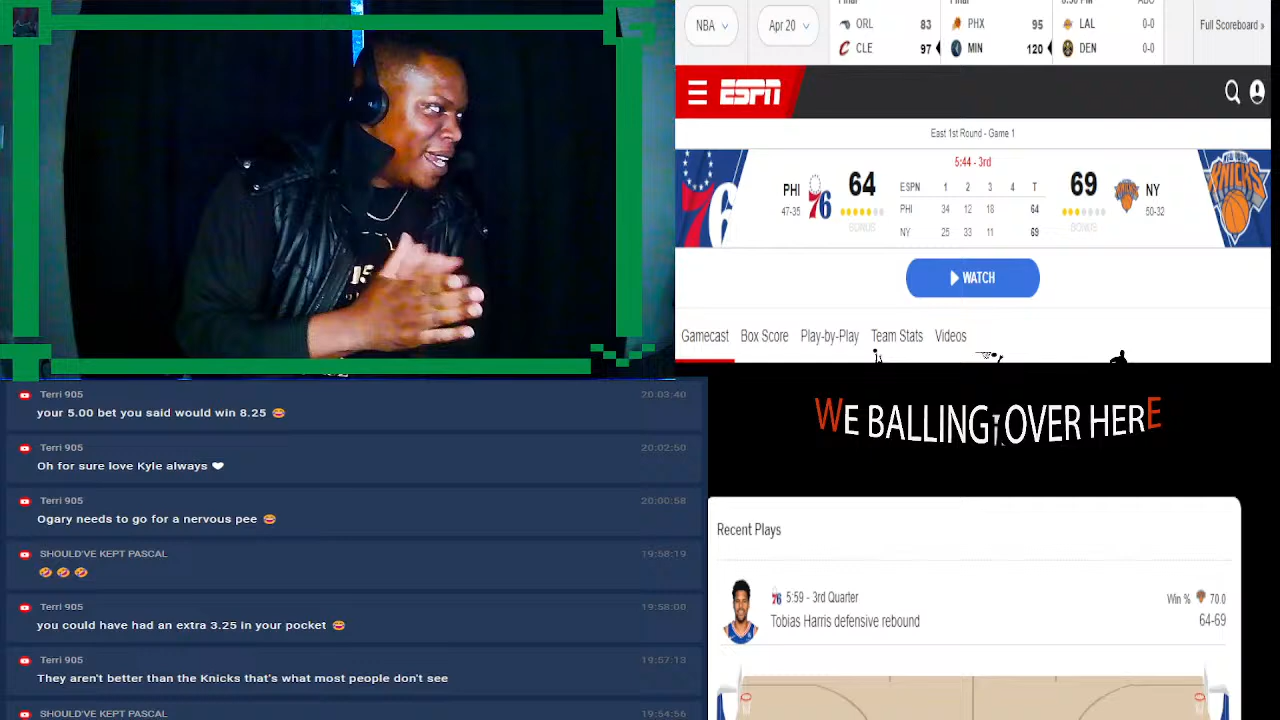 NBA
Apr 20
Final
ORL 83
CLE 97
Final
PHX 95
MIN 120
LAL 0-0
DEN 0-0
Full Scoreboard »
ESPN
East 1st Round - Game 1
5:44 - 3rd
PHI
47-35
64
BONUS
ESPN 1 2 3 4 T
PHI 34 12 18 64
NY 25 33 11 69
69
BONUS
NY
50-32
KNICKS
WATCH
Gamecast Box Score Play-by-Play Team Stats Videos
WE BALLING OVER HERE
Terri 905 20:03:40
your 5.00 bet you said would win 8.25
Terri 905 20:02:50
Oh for sure love Kyle always 🤍
Terri 905 20:00:58
Ogary needs to go for a nervous pee
SHOULD'VE KEPT PASCAL 19:58:19
🤣 🤣 🤣
Terri 905 19:58:00
you could have had an extra 3.25 in your pocket
Terri 905 19:57:13
They aren't better than the Knicks that's what most people don't see
SHOULD'VE KEPT PASCAL 19:54:56
Recent Plays
5:59 - 3rd Quarter
Tobias Harris defensive rebound
Win % 70.0
64-69